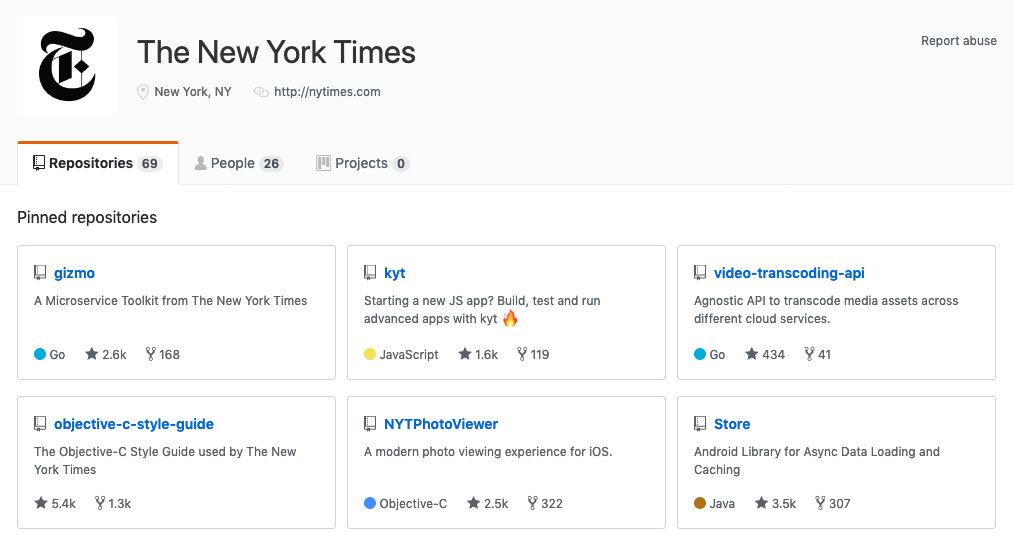 The New York Times
Report abuse
New York, NY http://nytimes.com
Repositories 69 People 26 Projects 0
Pinned repositories
gizmo
A Microservice Toolkit from The New York Times
Go 2.6k 168
kyt
Starting a new JS app? Build, test and run
advanced apps with kyt 🔥
JavaScript 1.6k 119
video-transcoding-api
Agnostic API to transcode media assets across
different cloud services.
Go 434 41
objective-c-style-guide
The Objective-C Style Guide used by The New
York Times
5.4k 1.3k
NYTPhotoViewer
A modern photo viewing experience for iOS.
Objective-C 2.5k 322
Store
Android Library for Async Data Loading and
Caching
Java 3.5k 307